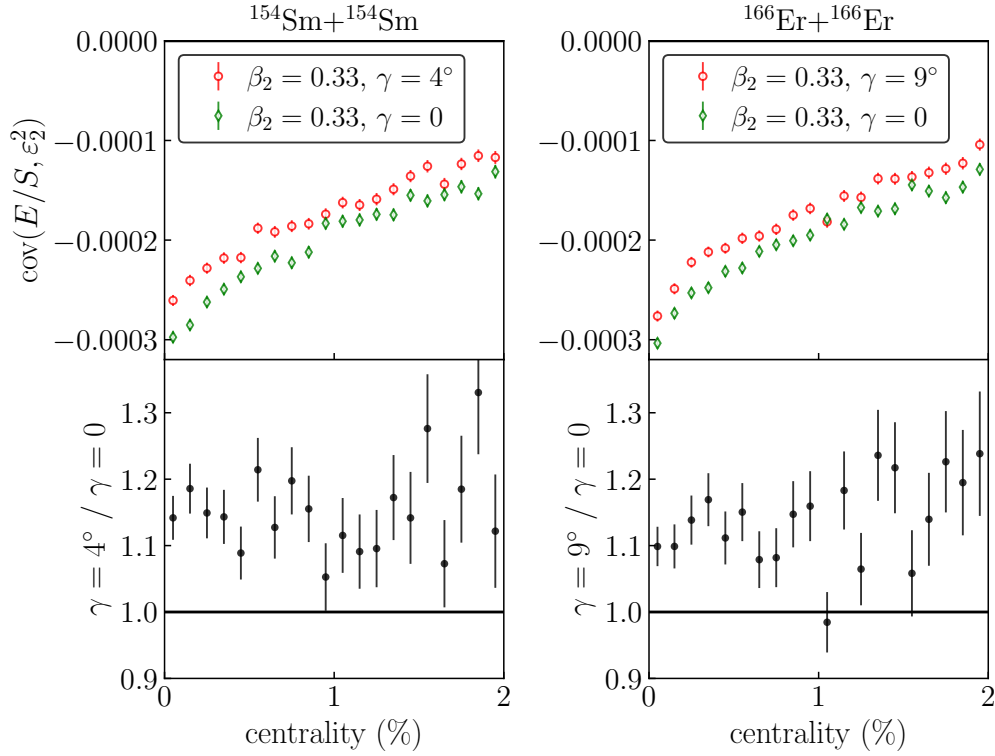 ¹⁵⁴Sm+¹⁵⁴Sm
0.0000
−0.0001
−0.0002
−0.0003
cov(E/S, ε₂²)
β₂ = 0.33, γ = 4°
β₂ = 0.33, γ = 0
1.3
1.2
1.1
1.0
0.9
γ = 4° / γ = 0
0 1 2
centrality (%)
¹⁶⁶Er+¹⁶⁶Er
0.0000
−0.0001
−0.0002
−0.0003
β₂ = 0.33, γ = 9°
β₂ = 0.33, γ = 0
1.3
1.2
1.1
1.0
0.9
γ = 9° / γ = 0
0 1 2
centrality (%)